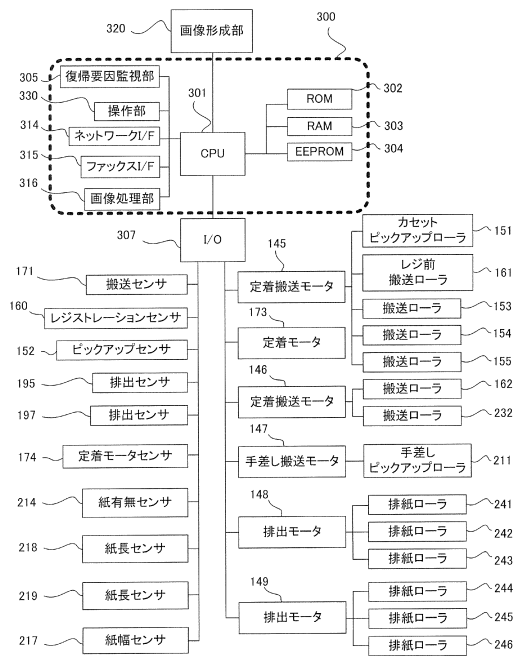 320
画像形成部
300
305
復帰要因監視部
330
操作部
314
ネットワークI/F
315
ファックスI/F
316
画像処理部
301
CPU
ROM
302
RAM
303
EEPROM
304
307
I/O
171
搬送センサ
160
レジストレーションセンサ
152
ピックアップセンサ
195
排出センサ
197
排出センサ
174
定着モータセンサ
214
紙有無センサ
218
紙長センサ
219
紙長センサ
217
紙幅センサ
145
定着搬送モータ
カセット
ピックアップローラ
151
レジ前
搬送ローラ
161
搬送ローラ
153
搬送ローラ
154
搬送ローラ
155
173
定着モータ
146
定着搬送モータ
搬送ローラ
162
搬送ローラ
232
147
手差し搬送モータ
手差し
ピックアップローラ
211
148
排出モータ
排紙ローラ
241
排紙ローラ
242
排紙ローラ
243
149
排出モータ
排紙ローラ
244
排紙ローラ
245
排紙ローラ
246